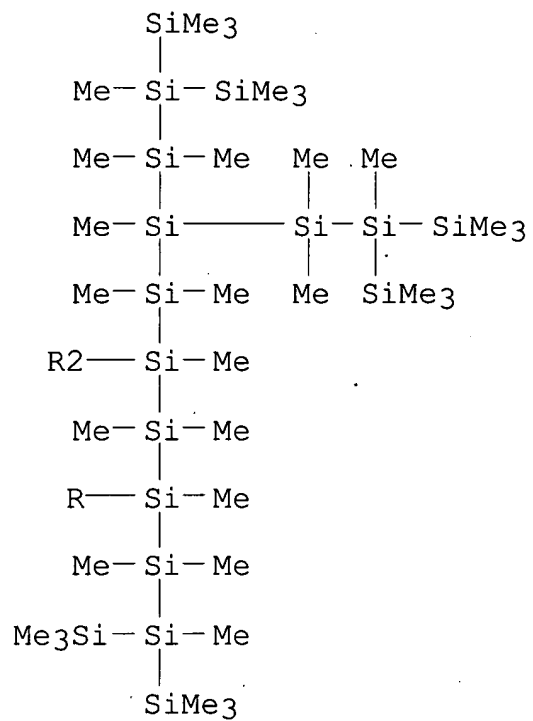 SiMe3
Me—Si—SiMe3
Me—Si—Me Me Me
Me—Si—Si—Si—SiMe3
Me—Si—Me Me SiMe3
R2—Si—Me
Me—Si—Me
R—Si—Me
Me—Si—Me
Me3Si—Si—Me
SiMe3